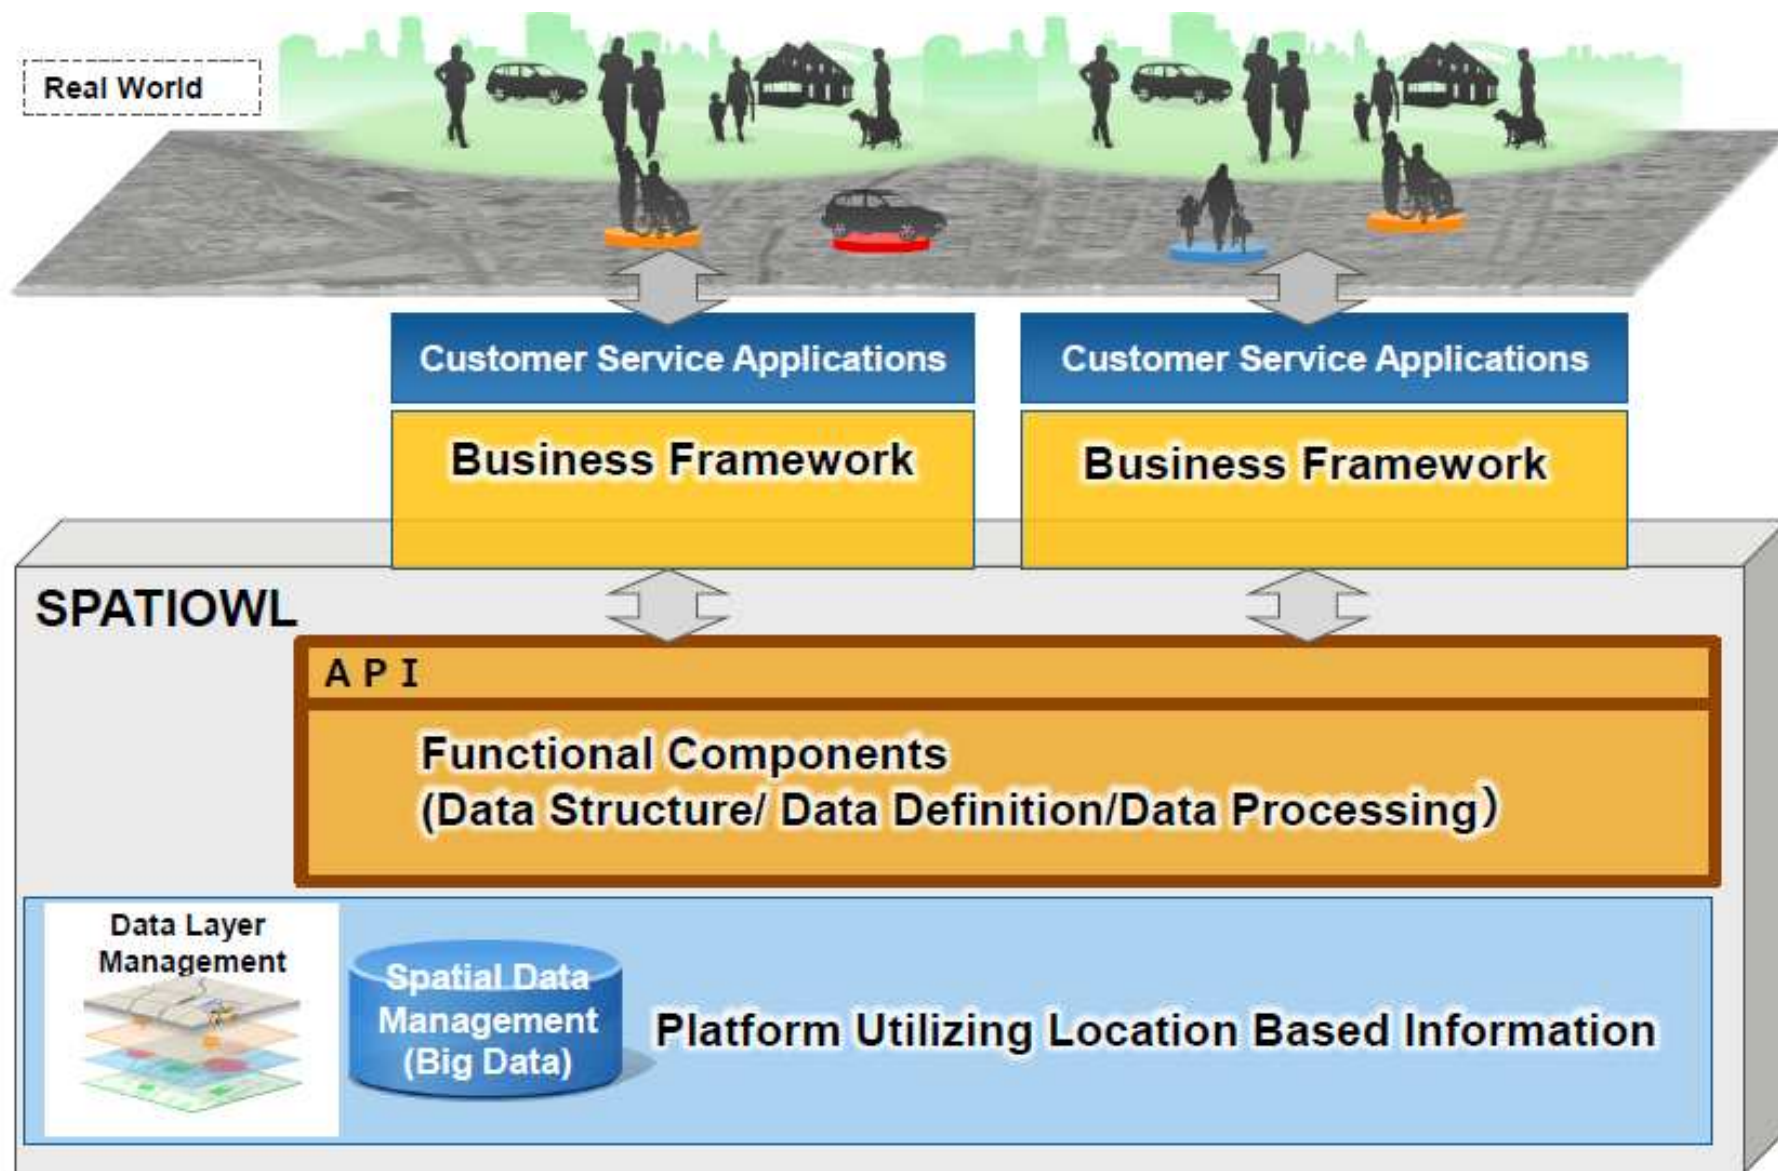 Real World
Customer Service Applications
Customer Service Applications
Business Framework
Business Framework
SPATIOWL
ＡＰＩ
Functional Components
(Data Structure/ Data Definition/Data Processing）
Data Layer
Management
Spatial Data
Management
(Big Data)
Platform Utilizing Location Based Information